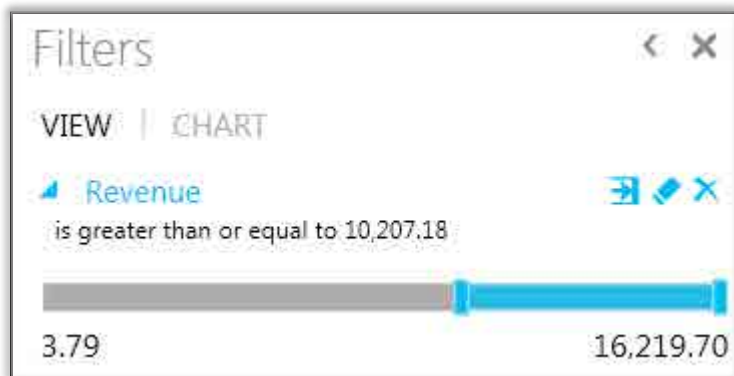 Filters
VIEW | CHART
Revenue
is greater than or equal to 10,207.18
3.79 16,219.70